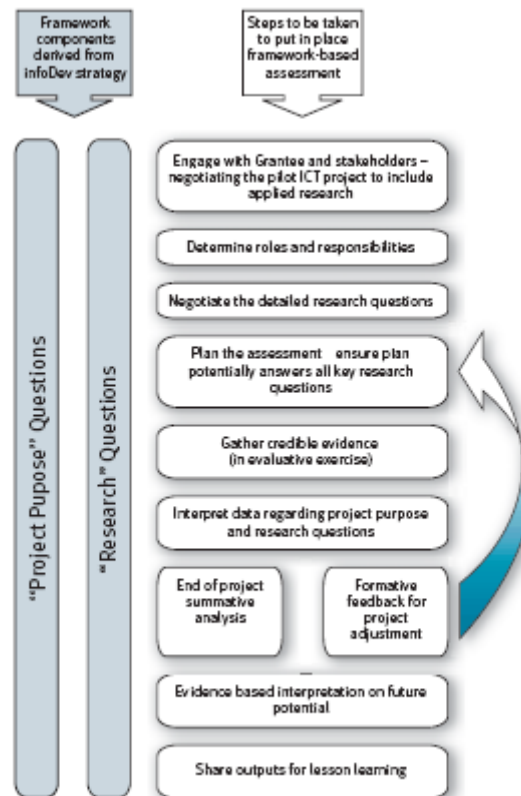 Framework
components
derived from
infoDev strategy
Steps to be taken
to put in place
framework-based
assessment
"Project Pupose" Questions
"Research" Questions
Engage with Grantee and stakeholders –
negotiating the pilot ICT project to include
applied research
Determine roles and responsibilities
Negotiate the detailed research questions
Plan the assessment ensure plan
potentially answers all key research
questions
Gather credible evidence
(in evaluative exercise)
Interpret data regarding project purpose
and research questions
End of project
summative
analysis
Formative
feedback for
project
adjustment
Evidence based interpretation on future
potential
Share outputs for lesson learning